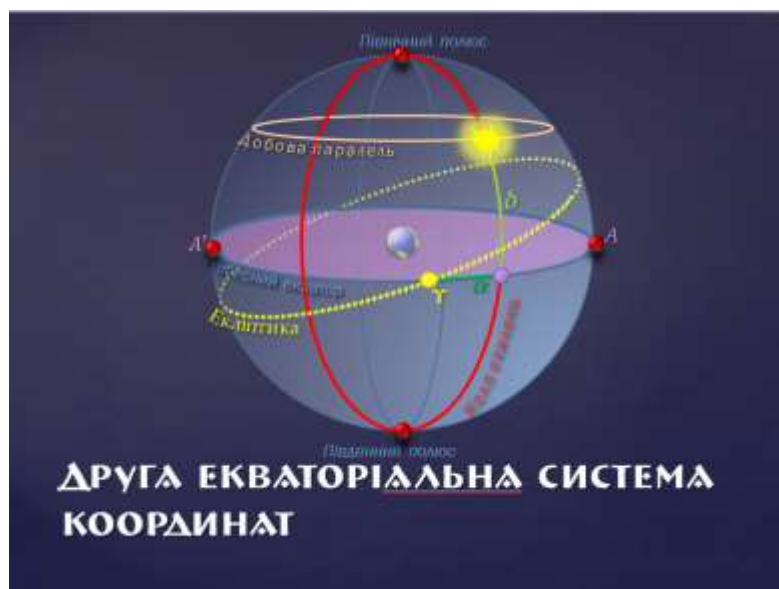 Північний полюс
Добова паралель
δ
A'
A
α
♈
Екліптика
Південний полюс
Друга екваторіальна система
координат